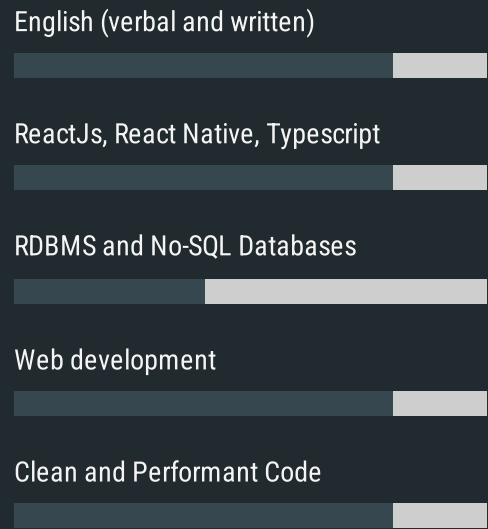 English (verbal and written)
ReactJs, React Native, Typescript
RDBMS and No-SQL Databases
Web development
Clean and Performant Code